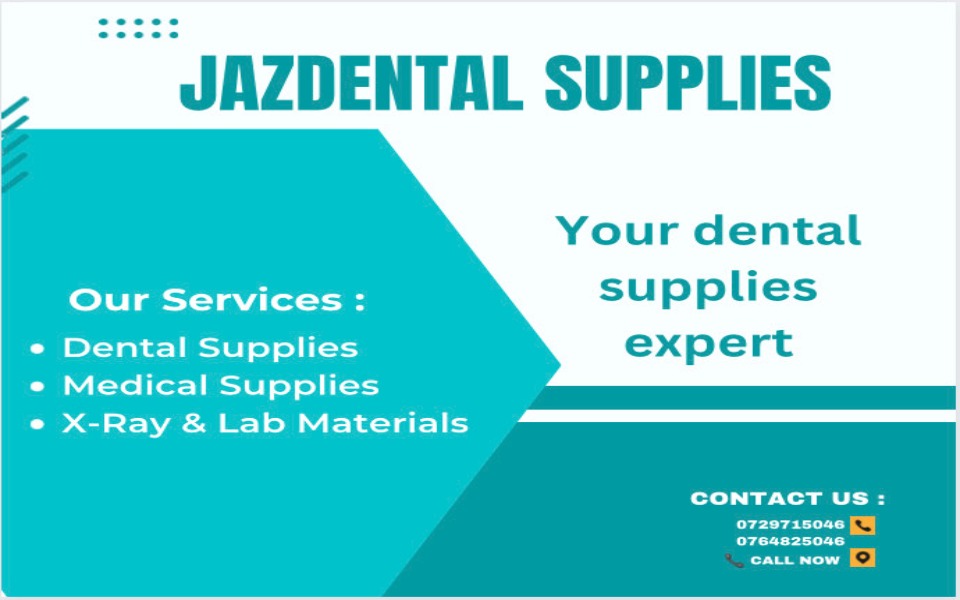 JAZDENTAL SUPPLIES
Your dental
supplies
expert
Our Services :
• Dental Supplies
• Medical Supplies
• X-Ray & Lab Materials
CONTACT US :
0729715046
0764825046
CALL NOW